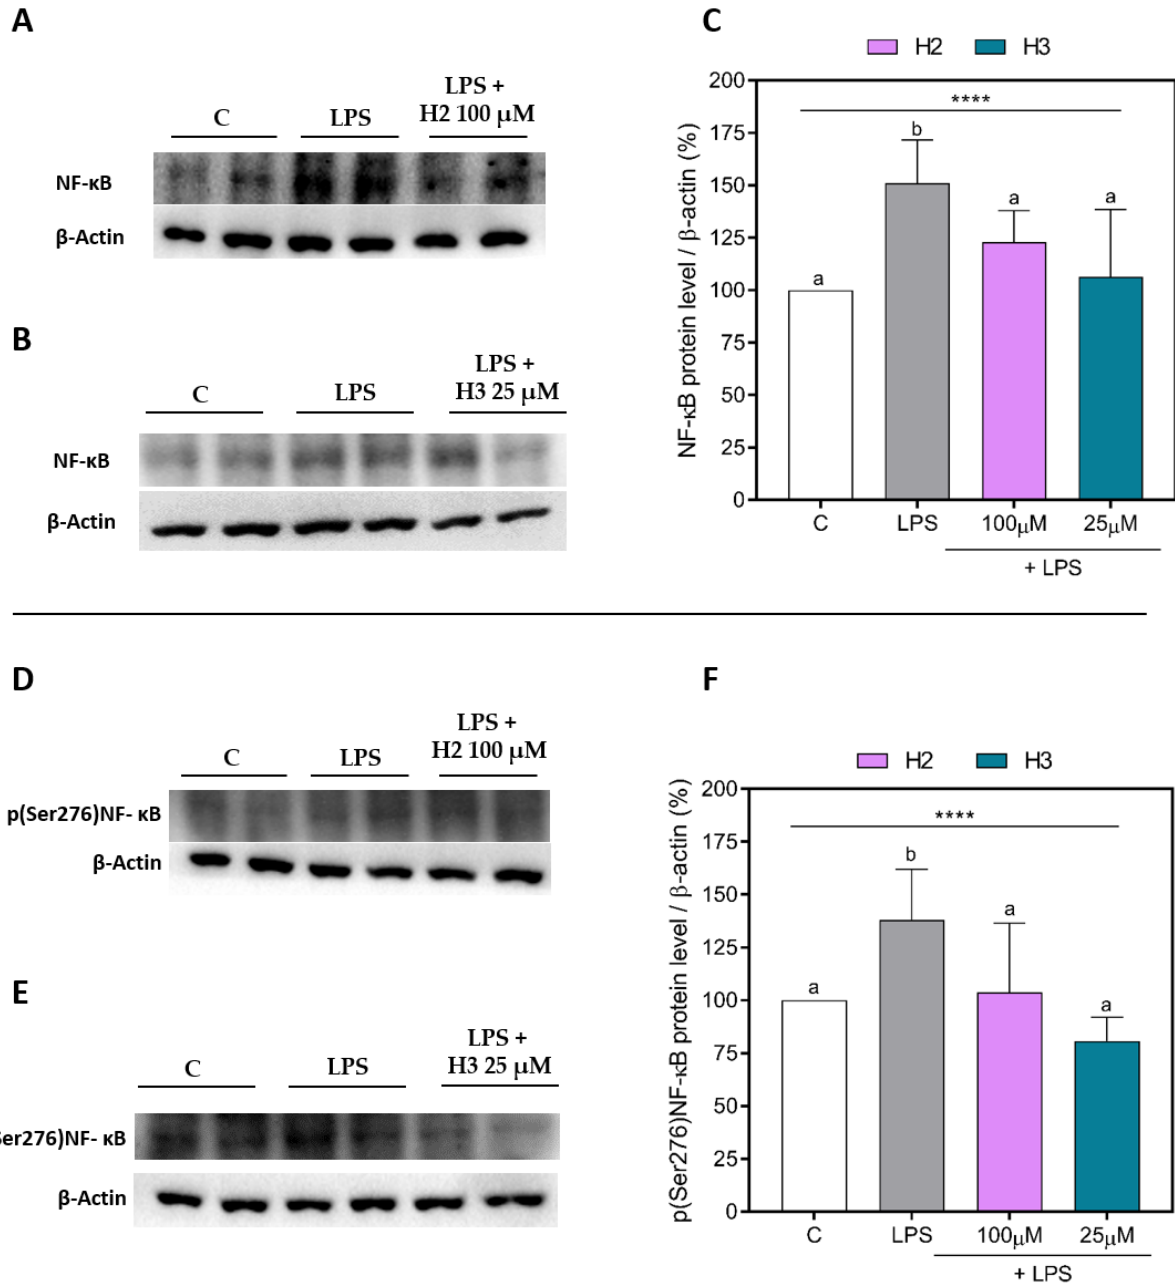 A
C
LPS
LPS +
H2 100 μM
NF-κB
β-Actin
B
C
LPS
LPS +
H3 25 μM
NF-κB
β-Actin
C
H2
H3
NF-κB protein level / β-actin (%)
200
175
150
125
100
75
50
25
0
****
a
b
a
a
C
LPS
100μM
25μM
+ LPS
D
C
LPS
LPS +
H2 100 μM
p(Ser276)NF- κB
β-Actin
E
C
LPS
LPS +
H3 25 μM
Ser276)NF- κB
β-Actin
F
H2
H3
p(Ser276)NF-κB protein level / β-actin (%)
200
175
150
125
100
75
50
25
0
****
a
b
a
a
C
LPS
100μM
25μM
+ LPS